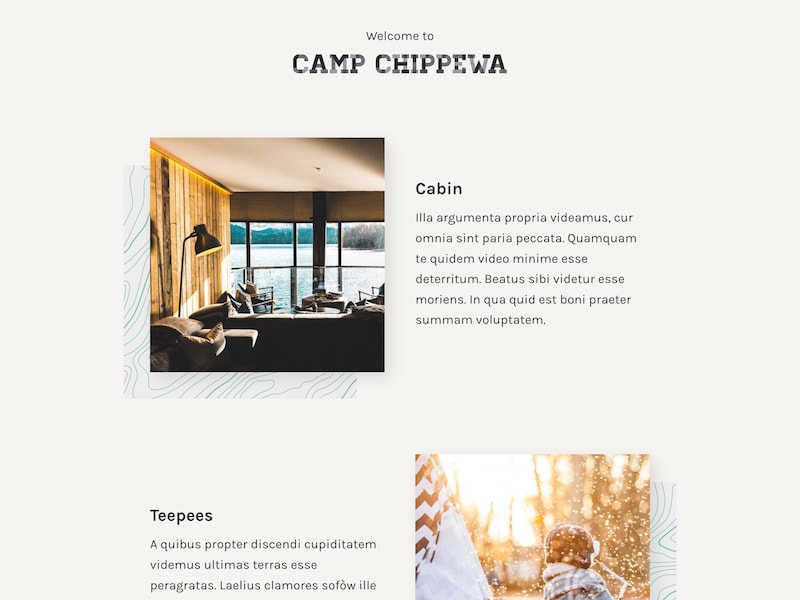 Welcome to
CAMP CHIPPEWA
Cabin
Illa argumenta propria videamus, cur
omnia sint paria peccata. Quamquam
te quidem video minime esse
deterritum. Beatus sibi videtur esse
moriens. In qua quid est boni praeter
summam voluptatem.
Teepees
A quibus propter discendi cupiditatem
videmus ultimas terras esse
peragratas. Laelius clamores sofòw ille